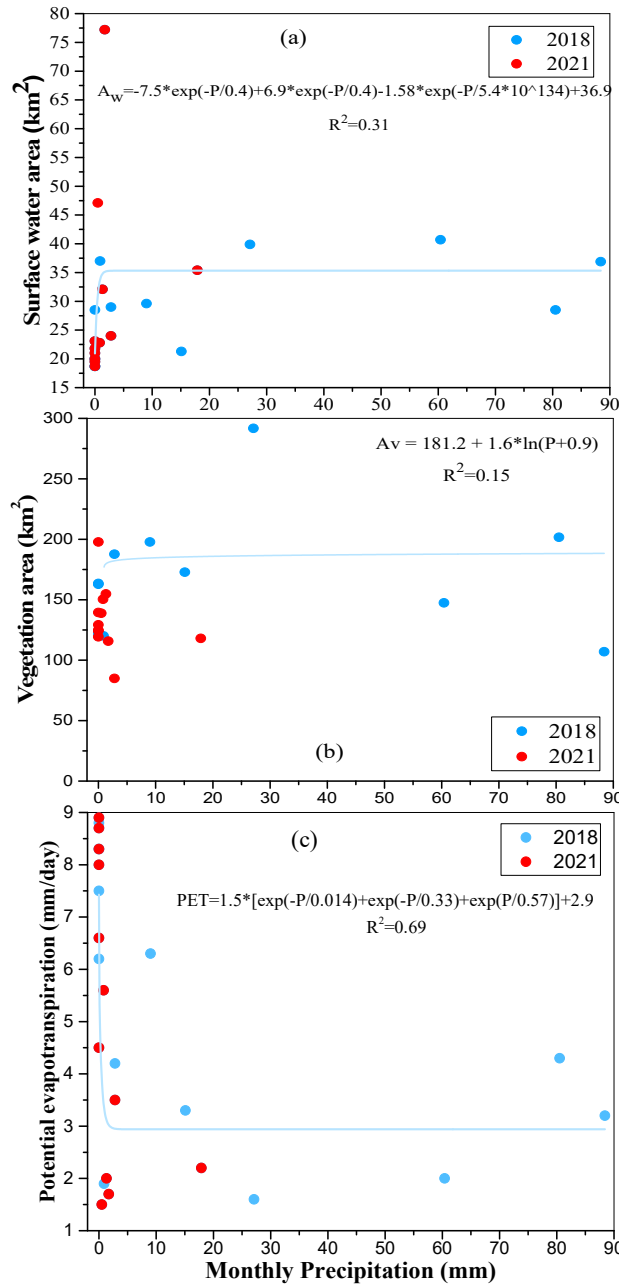 (a)
2018
2021
A_w=-7.5*exp(-P/0.4)+6.9*exp(-P/0.4)-1.58*exp(-P/5.4*10^134)+36.9
R²=0.31
Surface water area (km²)
80
75
70
65
60
55
50
45
40
35
30
25
20
15
0 10 20 30 40 50 60 70 80 90
Av = 181.2 + 1.6*ln(P+0.9)
R²=0.15
Vegetation area (km²)
300
250
200
150
100
50
0
2018
2021
(b)
0 10 20 30 40 50 60 70 80 90
(c)
2018
2021
PET=1.5*[exp(-P/0.014)+exp(-P/0.33)+exp(P/0.57)]+2.9
R²=0.69
Potential evapotranspiration (mm/day)
9
8
7
6
5
4
3
2
1
0 10 20 30 40 50 60 70 80 90
Monthly Precipitation (mm)